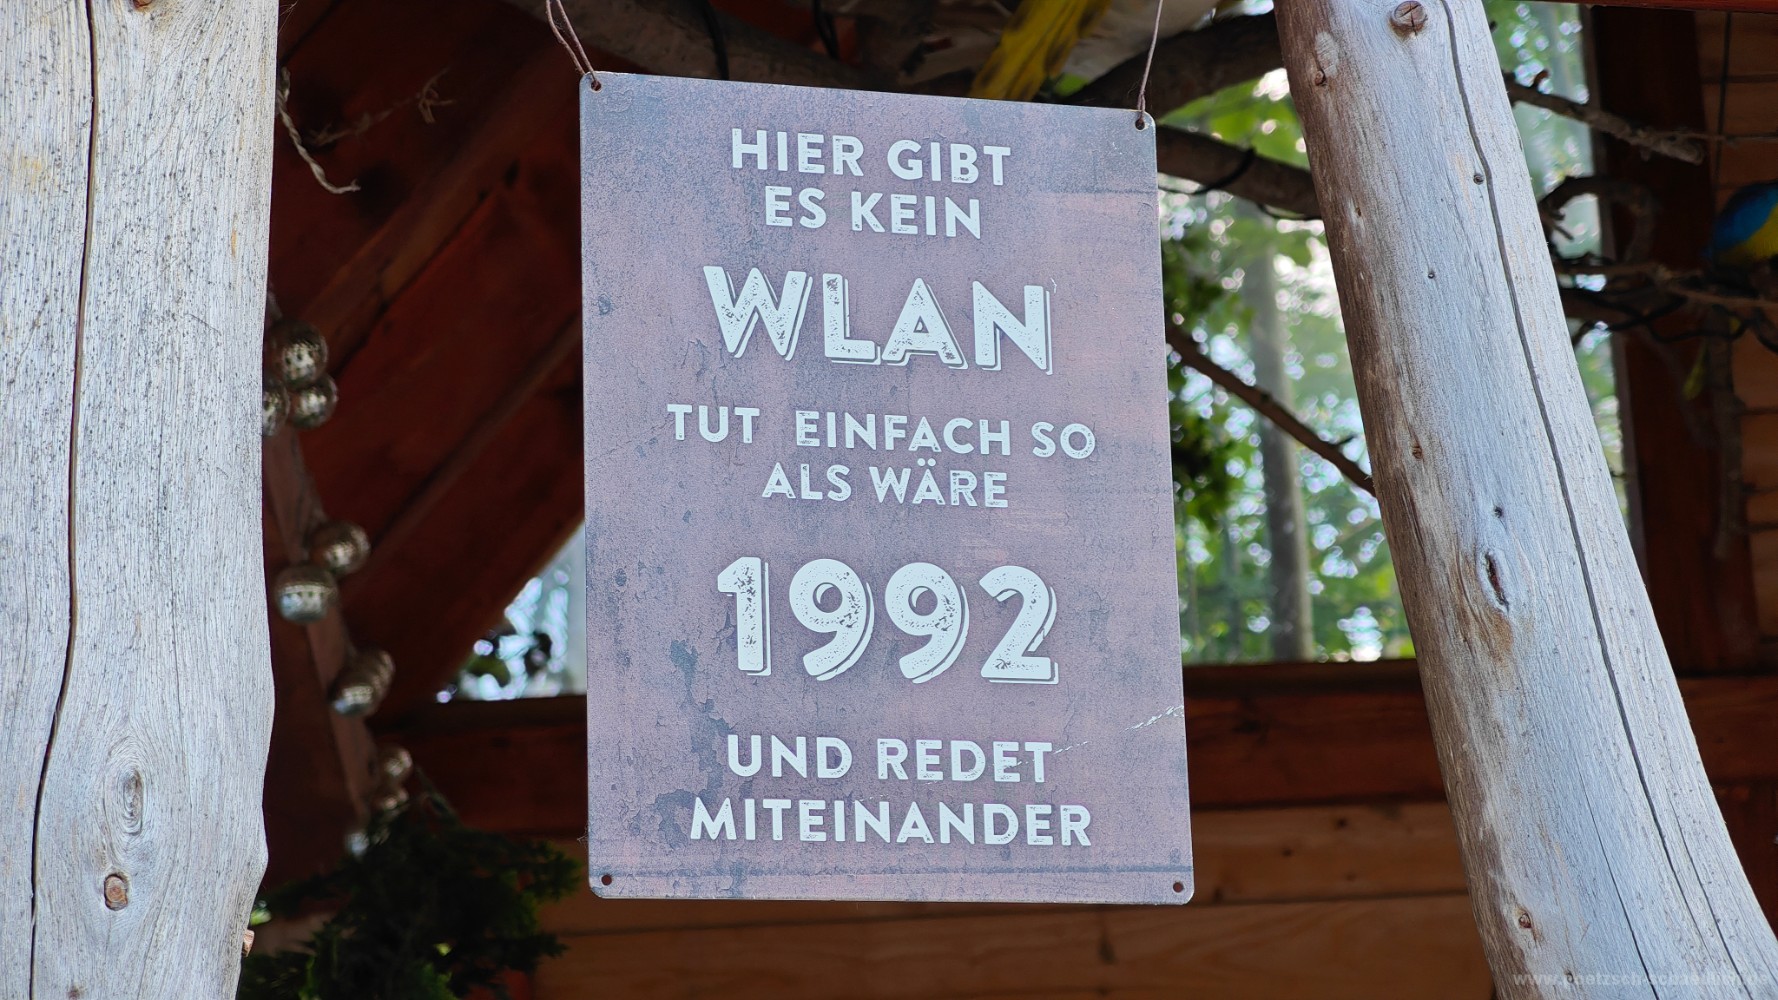 HIER GIBT
ES KEIN
WLAN
TUT EINFACH SO
ALS WÄRE
1992
UND REDET
MITEINANDER